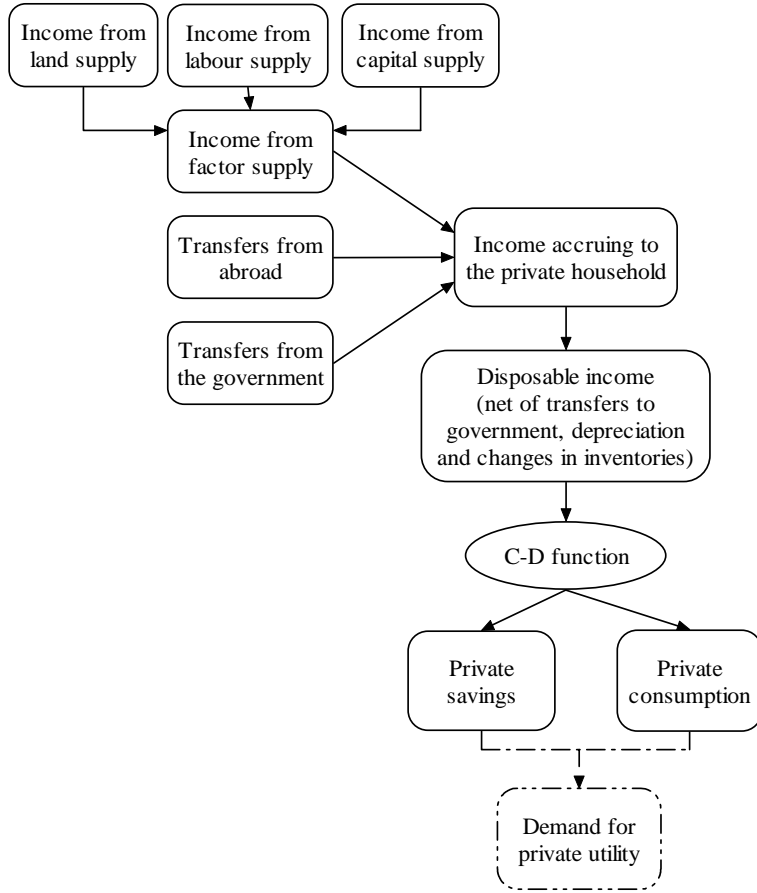 Income from
land supply
Income from
labour supply
Income from
capital supply
Income from
factor supply
Transfers from
abroad
Income accruing to
the private household
Transfers from
the government
Disposable income
(net of transfers to
government, depreciation
and changes in inventories)
C-D function
Private
savings
Private
consumption
Demand for
private utility